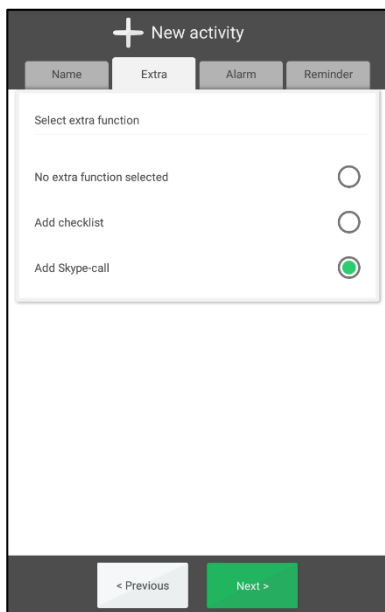 New activity
Name Extra Alarm Reminder
Select extra function
No extra function selected
Add checklist
Add Skype-call
< Previous Next >